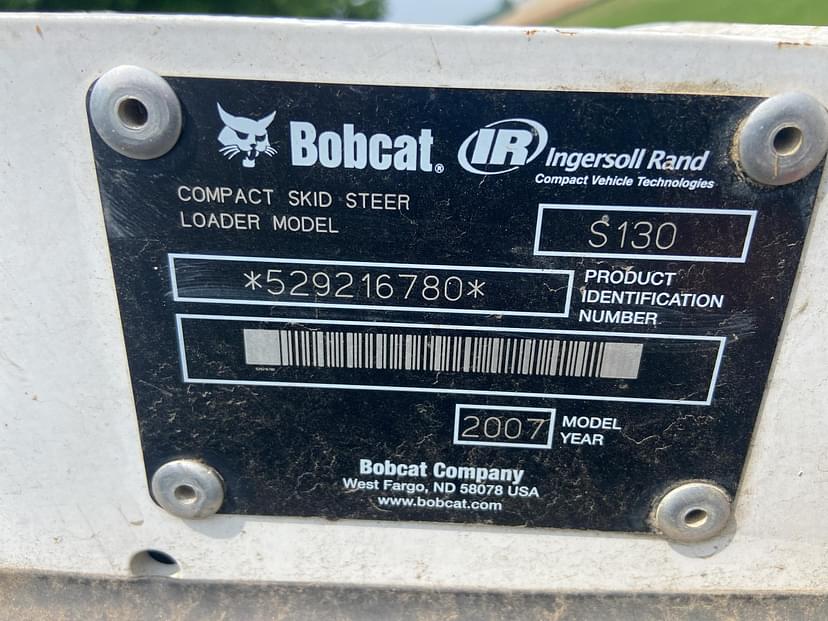 Bobcat®
IR Ingersoll Rand
Compact Vehicle Technologies
COMPACT SKID STEER
LOADER MODEL
S130
*529216780*
PRODUCT
IDENTIFICATION
NUMBER
2007
MODEL
YEAR
Bobcat Company
West Fargo, ND 58078 USA
www.bobcat.com